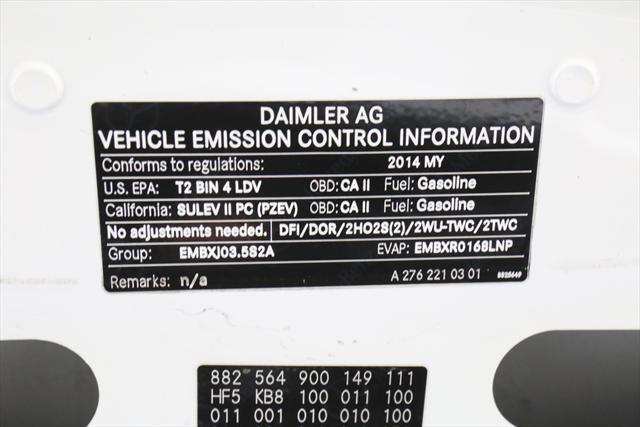 DAIMLER AG
VEHICLE EMISSION CONTROL INFORMATION
Conforms to regulations: 2014 MY
U.S. EPA: T2 BIN 4 LDV OBD: CA II Fuel: Gasoline
California: SULEV II PC (PZEV) OBD: CA II Fuel: Gasoline
No adjustments needed. DFI/DOR/2HO2S(2)/2WU-TWC/2TWC
Group: EMBXJ03.5S2A EVAP: EMBXR0168LNP
Remarks: n/a A 276 221 03 01
882 564 900 149 111
HF5 KB8 100 011 100
011 001 010 010 100